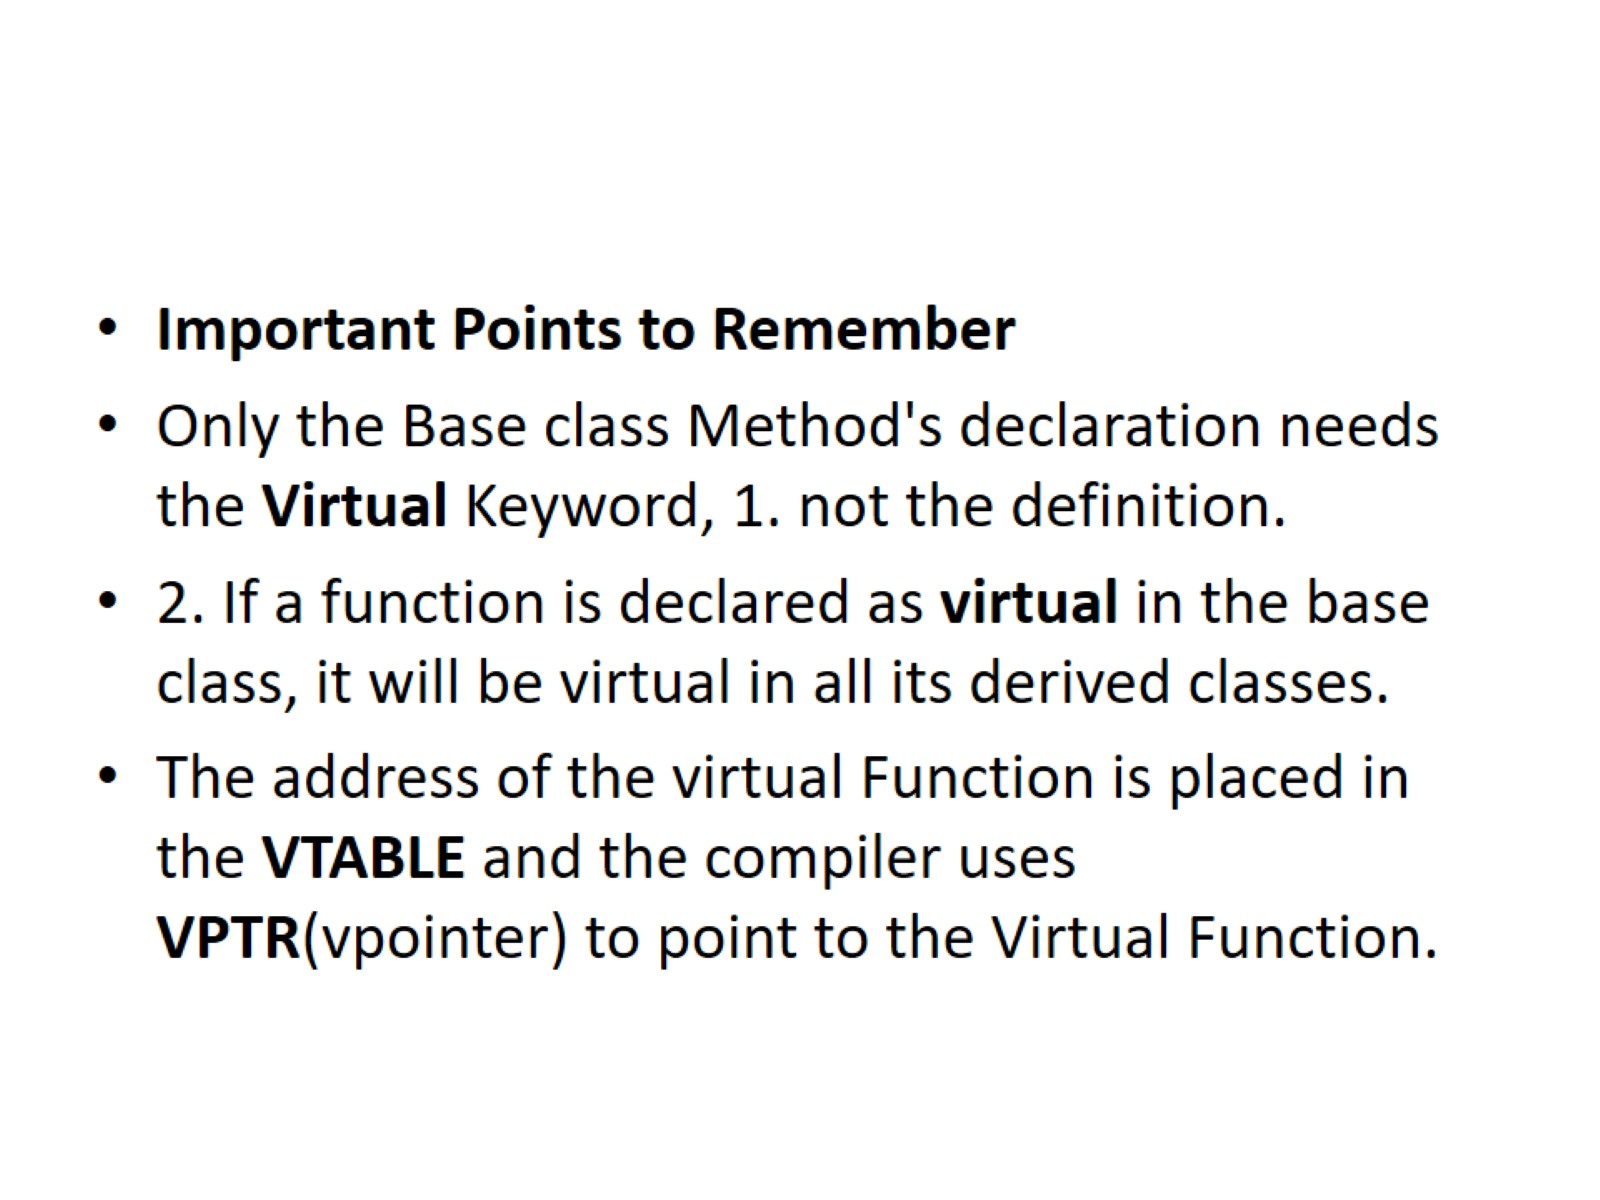 • Important Points to Remember
• Only the Base class Method's declaration needs
the Virtual Keyword, 1. not the definition.
• 2. If a function is declared as virtual in the base
class, it will be virtual in all its derived classes.
• The address of the virtual Function is placed in
the VTABLE and the compiler uses
VPTR(vpointer) to point to the Virtual Function.